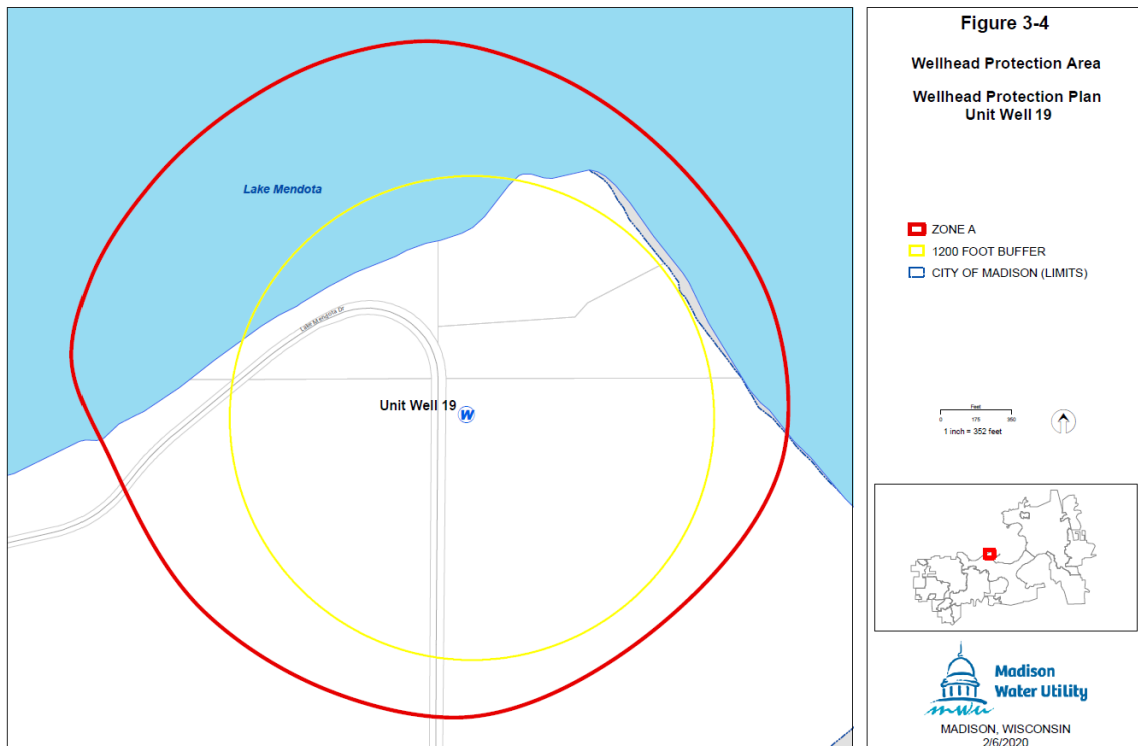 Figure 3-4
Wellhead Protection Area
Wellhead Protection Plan
Unit Well 19
ZONE A
1200 FOOT BUFFER
CITY OF MADISON (LIMITS)
Feet
0 175 350
1 inch = 352 feet
Madison
Water Utility
mwu
MADISON, WISCONSIN
2/6/2020
Lake Mendota
Lake Mendota Dr
Unit Well 19
W